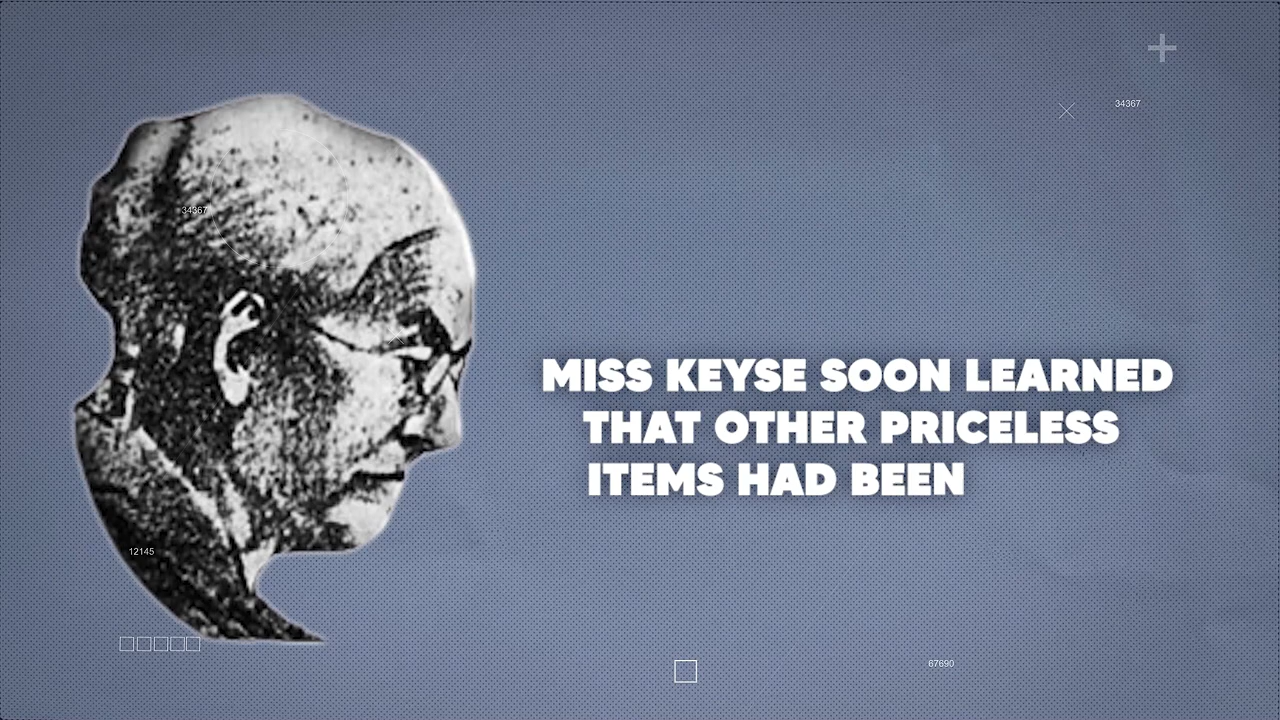 34367
34367
MISS KEYSE SOON LEARNED
THAT OTHER PRICELESS
ITEMS HAD BEEN
12145
67690